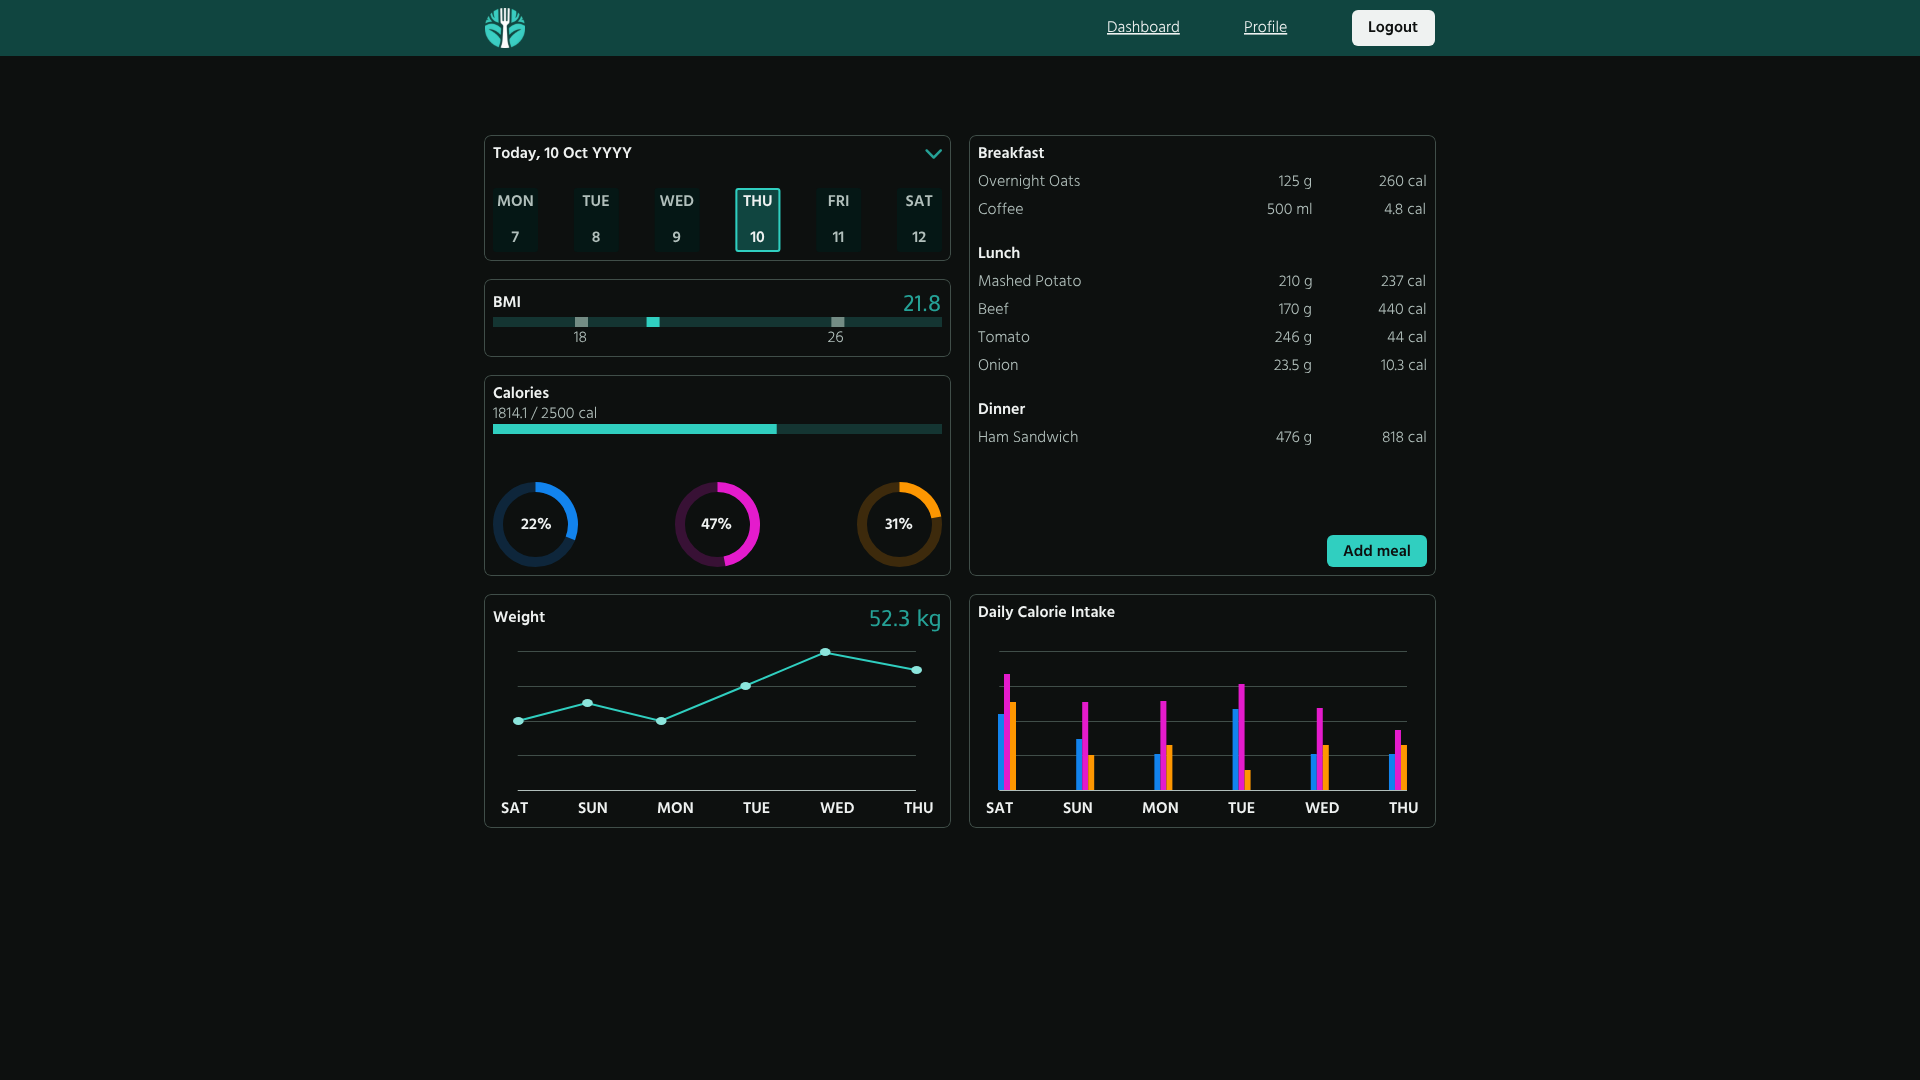 Dashboard Profile Logout
Today, 10 Oct YYYY
MON TUE WED THU FRI SAT
7 8 9 10 11 12
BMI 21.8
18 26
Calories
1814.1 / 2500 cal
22% 47% 31%
Breakfast
Overnight Oats 125 g 260 cal
Coffee 500 ml 4.8 cal
Lunch
Mashed Potato 210 g 237 cal
Beef 170 g 440 cal
Tomato 246 g 44 cal
Onion 23.5 g 10.3 cal
Dinner
Ham Sandwich 476 g 818 cal
Add meal
Weight 52.3 kg
SAT SUN MON TUE WED THU
Daily Calorie Intake
SAT SUN MON TUE WED THU